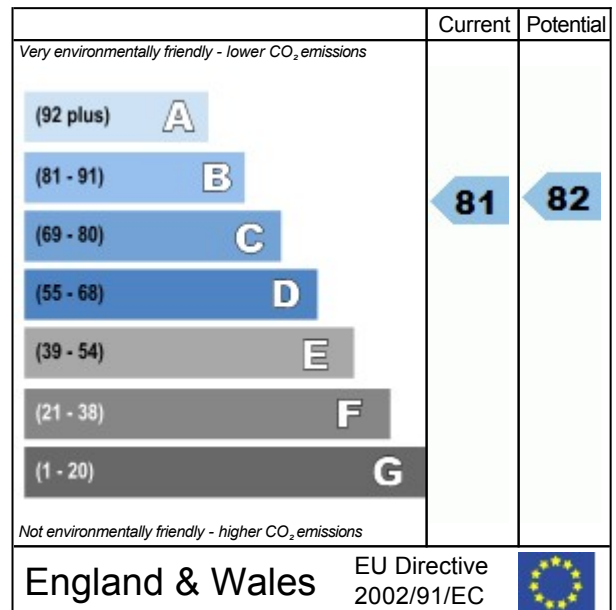 Current Potential
Very environmentally friendly - lower CO₂ emissions
(92 plus) A
(81 - 91) B
(69 - 80) C
(55 - 68) D
(39 - 54) E
(21 - 38) F
(1 - 20) G
81 82
Not environmentally friendly - higher CO₂ emissions
England & Wales
EU Directive
2002/91/EC